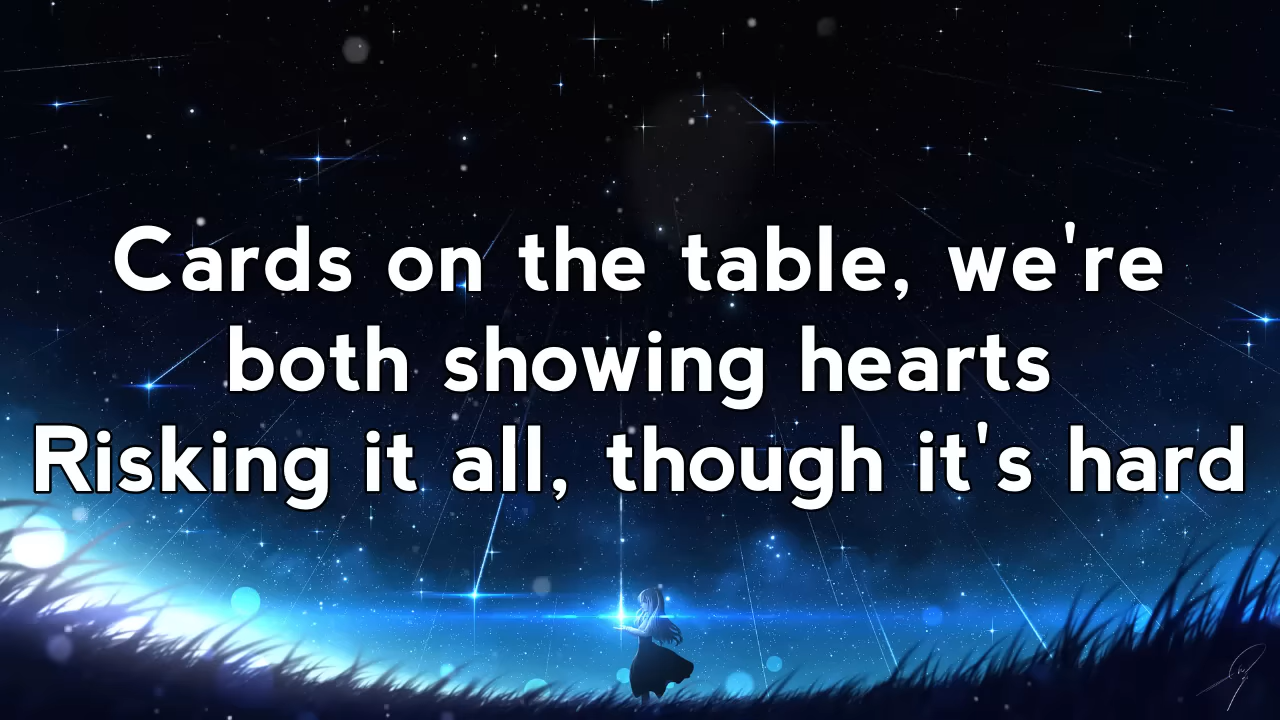 Cards on the table, we're
both showing hearts
Risking it all, though it's hard